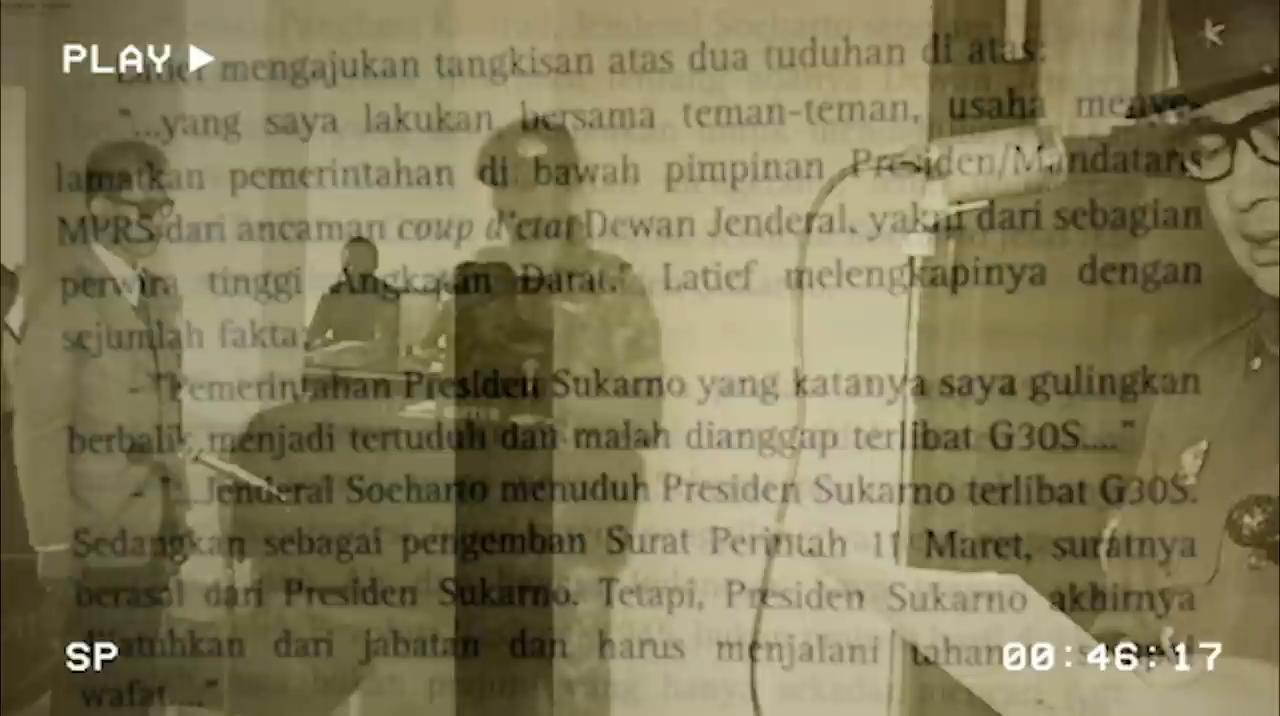 PLAY
mengajukan tangkisan atas dua tuduhan di atas:
"...yang saya lakukan bersama teman-teman, usaha menye-
lamatkan pemerintahan di bawah pimpinan Presiden/Mandataris
MPRS dari ancaman coup d'etat Dewan Jenderal, yakni dari sebagian
perwira tinggi Angkatan Darat." Latief melengkapinya dengan
sejumlah fakta:
- "Pemerintahan Presiden Sukarno yang katanya saya gulingkan
berbalik menjadi tertuduh dan malah dianggap terlibat G30S...."
- "...Jenderal Soeharto menuduh Presiden Sukarno terlibat G30S.
Sedangkan sebagai pengemban Surat Perintah 11 Maret, suratnya
berasal dari Presiden Sukarno. Tetapi, Presiden Sukarno akhirnya
dijatuhkan dari jabatan dan harus menjalani
SP
00:46:17
wafat...."